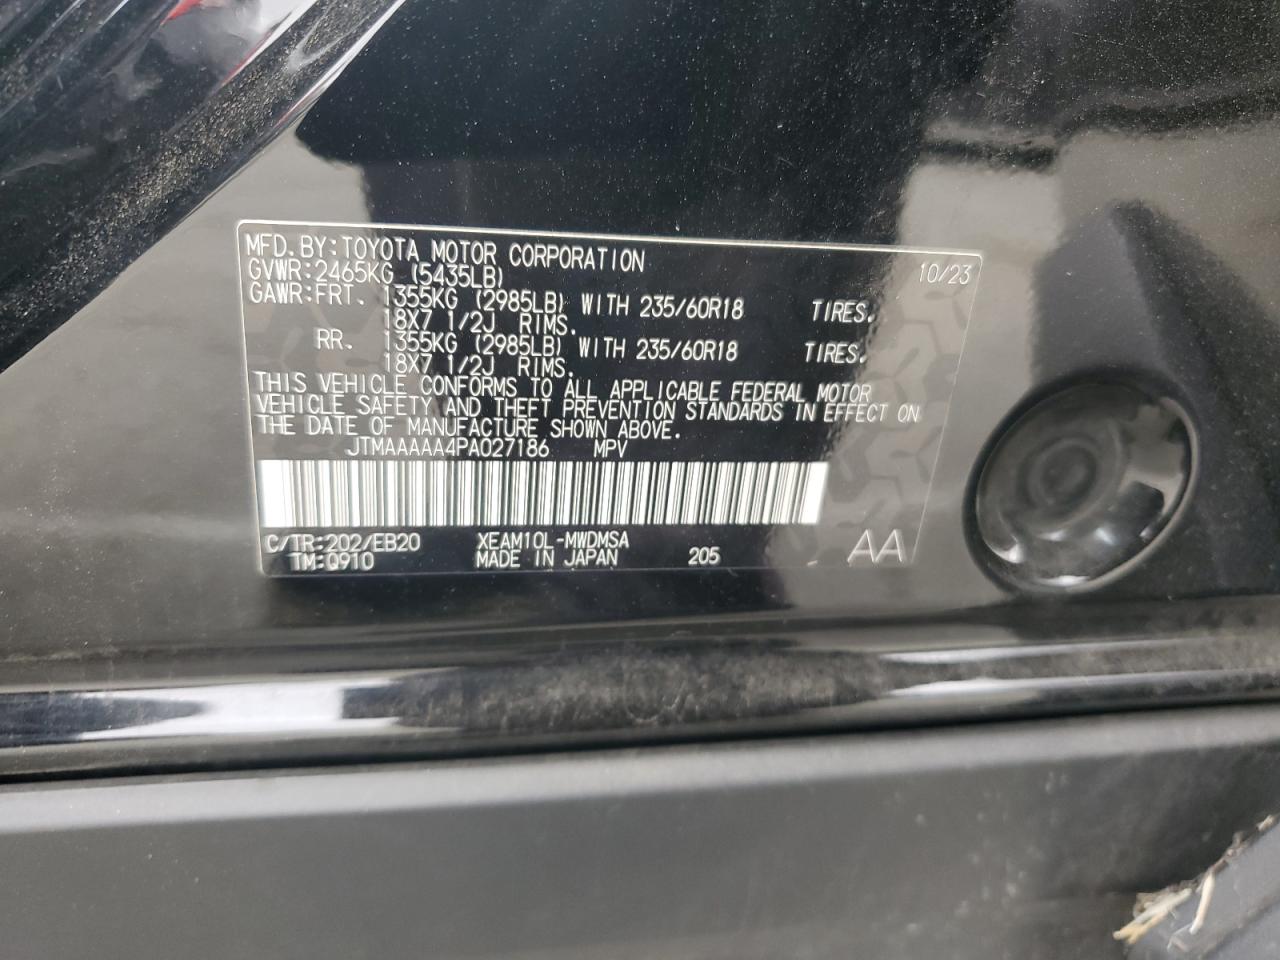 MFD.BY:TOYOTA MOTOR CORPORATION 10/23
GVWR:2465KG (5435LB)
GAWR:FRT. 1355KG (2985LB) WITH 235/60R18 TIRES.
18X7 1/2J RIMS.
RR. 1355KG (2985LB) WITH 235/60R18 TIRES.
18X7 1/2J RIMS.
THIS VEHICLE CONFORMS TO ALL APPLICABLE FEDERAL MOTOR
VEHICLE SAFETY AND THEFT PREVENTION STANDARDS IN EFFECT ON
THE DATE OF MANUFACTURE SHOWN ABOVE.
JTMAAAAA4PA027186 MPV
C/TR:202/EB20 XEAM10L-MWDMSA
TM:Q910 MADE IN JAPAN 205 AA